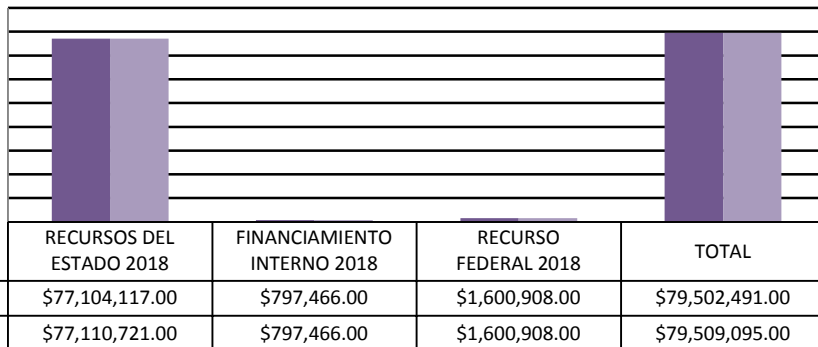 RECURSOS DEL
ESTADO 2018
FINANCIAMIENTO
INTERNO 2018
RECURSO
FEDERAL 2018
TOTAL
$77,104,117.00 $797,466.00 $1,600,908.00 $79,502,491.00
$77,110,721.00 $797,466.00 $1,600,908.00 $79,509,095.00